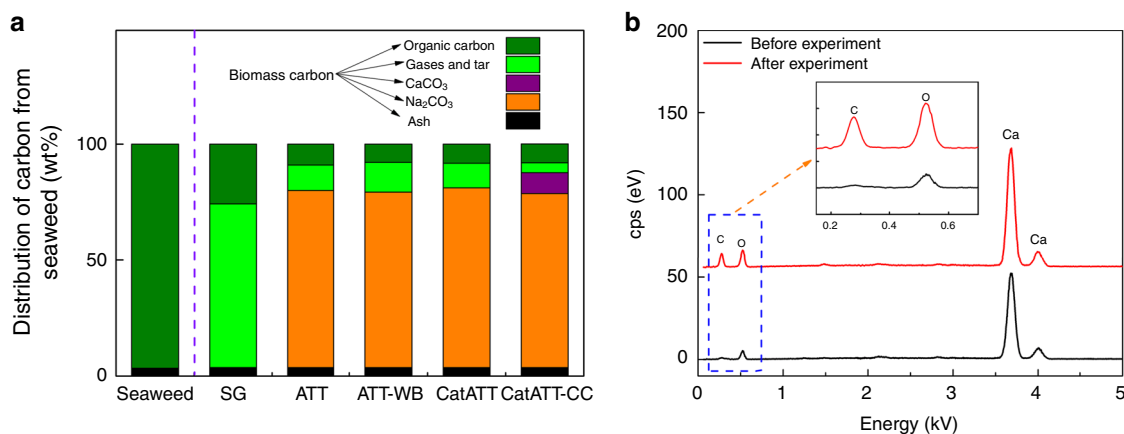 a
Distribution of carbon from
seaweed (wt%)
100
50
0
Biomass carbon
Organic carbon
Gases and tar
CaCO₃
Na₂CO₃
Ash
Seaweed SG ATT ATT-WB CatATT CatATT-CC
b
cps (eV)
200
150
100
50
0
Before experiment
After experiment
C
O
0.2 0.4 0.6
Ca
Ca
C
O
0 1 2 3 4 5
Energy (kV)